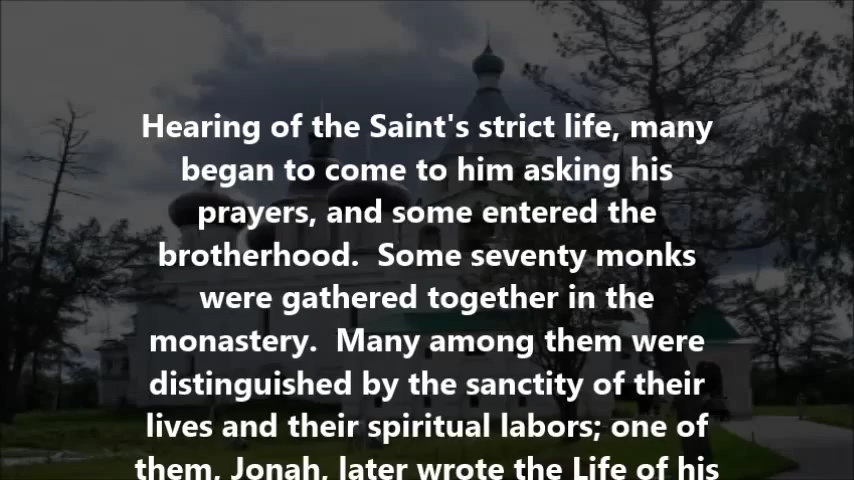 Hearing of the Saint's strict life, many
began to come to him asking his
prayers, and some entered the
brotherhood.  Some seventy monks
were gathered together in the
monastery.  Many among them were
distinguished by the sanctity of their
lives and their spiritual labors; one of
them, Jonah, later wrote the Life of his